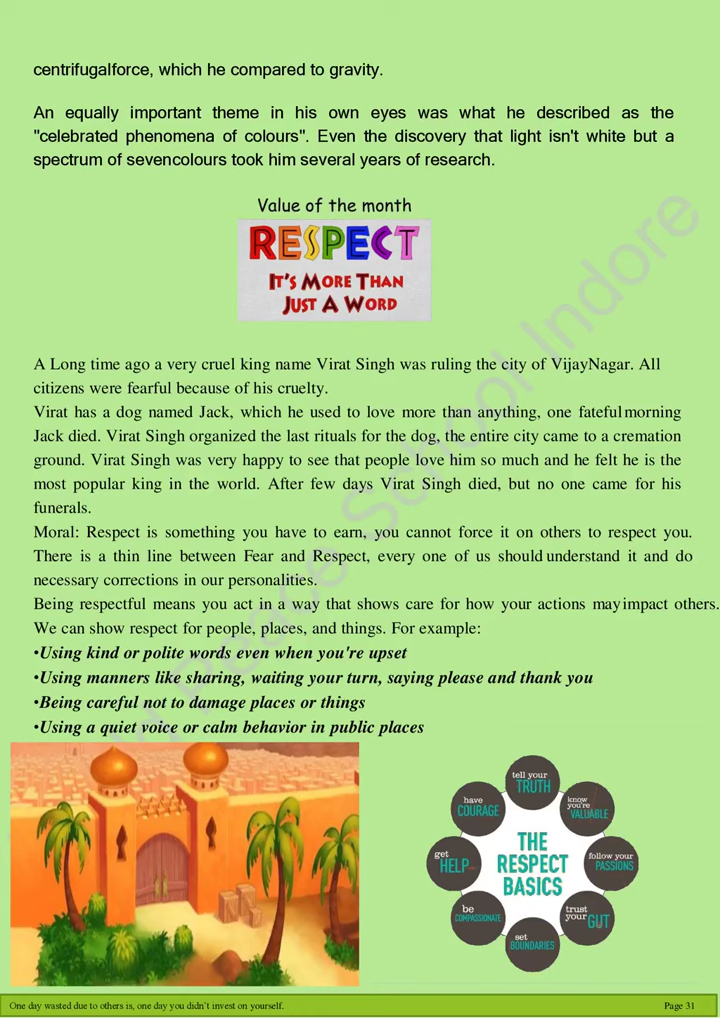 centrifugalforce, which he compared to gravity.
An equally important theme in his own eyes was what he described as the
"celebrated phenomena of colours". Even the discovery that light isn't white but a
spectrum of sevencolours took him several years of research.
Value of the month
RESPECT
IT'S MORE THAN
JUST A WORD
A Long time ago a very cruel king name Virat Singh was ruling the city of VijayNagar. All
citizens were fearful because of his cruelty.
Virat has a dog named Jack, which he used to love more than anything, one fateful morning
Jack died. Virat Singh organized the last rituals for the dog, the entire city came to a cremation
ground. Virat Singh was very happy to see that people love him so much and he felt he is the
most popular king in the world. After few days Virat Singh died, but no one came for his
funerals.
Moral: Respect is something you have to earn, you cannot force it on others to respect you.
There is a thin line between Fear and Respect, every one of us should understand it and do
necessary corrections in our personalities.
Being respectful means you act in a way that shows care for how your actions may impact others.
We can show respect for people, places, and things. For example:
•Using kind or polite words even when you're upset
•Using manners like sharing, waiting your turn, saying please and thank you
•Being careful not to damage places or things
•Using a quiet voice or calm behavior in public places
THE
RESPECT
BASICS
tell your
TRUTH
know
you're
VALUABLE
follow your
PASSIONS
trust
your GUT
set
BOUNDARIES
be
COMPASSIONATE
get
HELP
have
COURAGE
Peace School Indore
One day wasted due to others is, one day you didn't invest on yourself.
Page 31